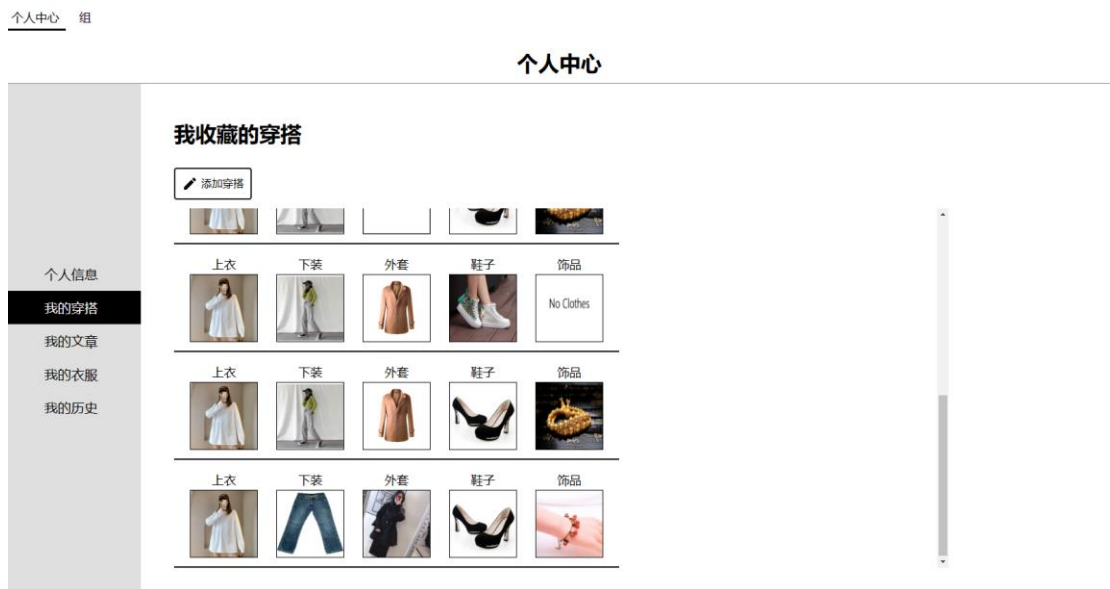 个人中心 组
个人中心
我收藏的穿搭
添加穿搭
个人信息
我的穿搭
我的文章
我的衣服
我的历史
上衣 下装 外套 鞋子 饰品
No Clothes
上衣 下装 外套 鞋子 饰品
上衣 下装 外套 鞋子 饰品